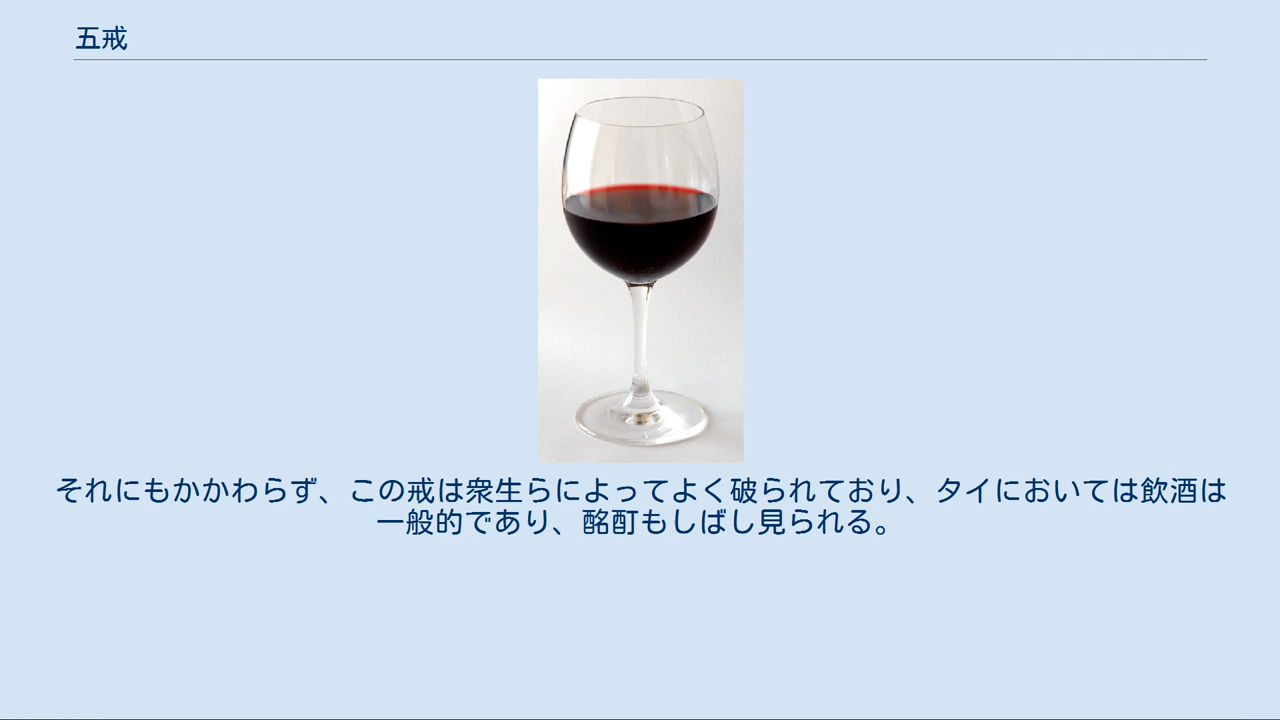 五戒
それにもかかわらず、この戒は衆生らによってよく破られており、タイにおいては飲酒は
一般的であり、酩酊もしばし見られる。